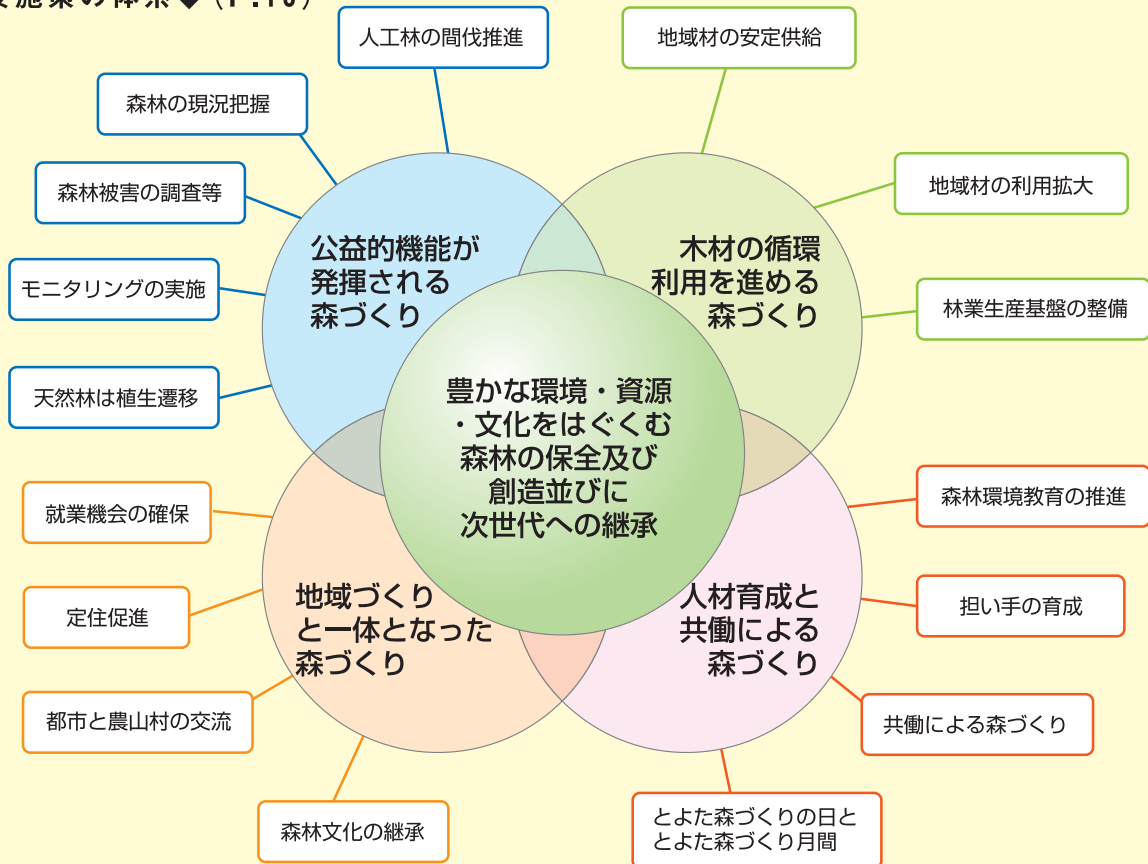 施策の体系◆(P.10)
人工林の間伐推進
地域材の安定供給
森林の現況把握
森林被害の調査等
地域材の利用拡大
モニタリングの実施
林業生産基盤の整備
天然林は植生遷移
公益的機能が
発揮される
森づくり
木材の循環
利用を進める
森づくり
豊かな環境・資源
・文化をはぐくむ
森林の保全及び
創造並びに
次世代への継承
就業機会の確保
森林環境教育の推進
定住促進
担い手の育成
地域づくり
と一体となった
森づくり
人材育成と
共働による
森づくり
都市と農山村の交流
共働による森づくり
森林文化の継承
とよた森づくりの日と
とよた森づくり月間